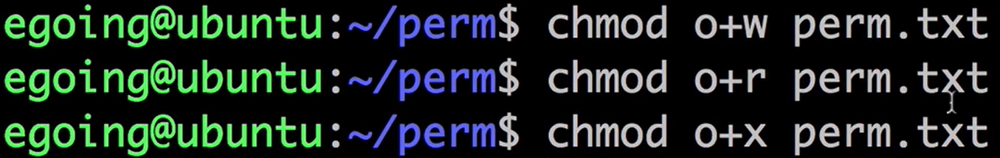 egoing@ubuntu:~/perm$ chmod o+w perm.txt
egoing@ubuntu:~/perm$ chmod o+r perm.txt
egoing@ubuntu:~/perm$ chmod o+x perm.txt